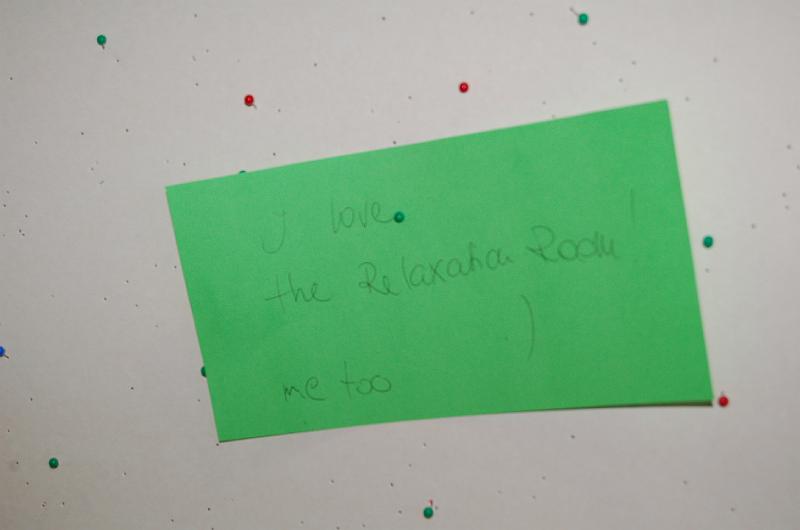 I love
the Relaxation Room!
)
me too